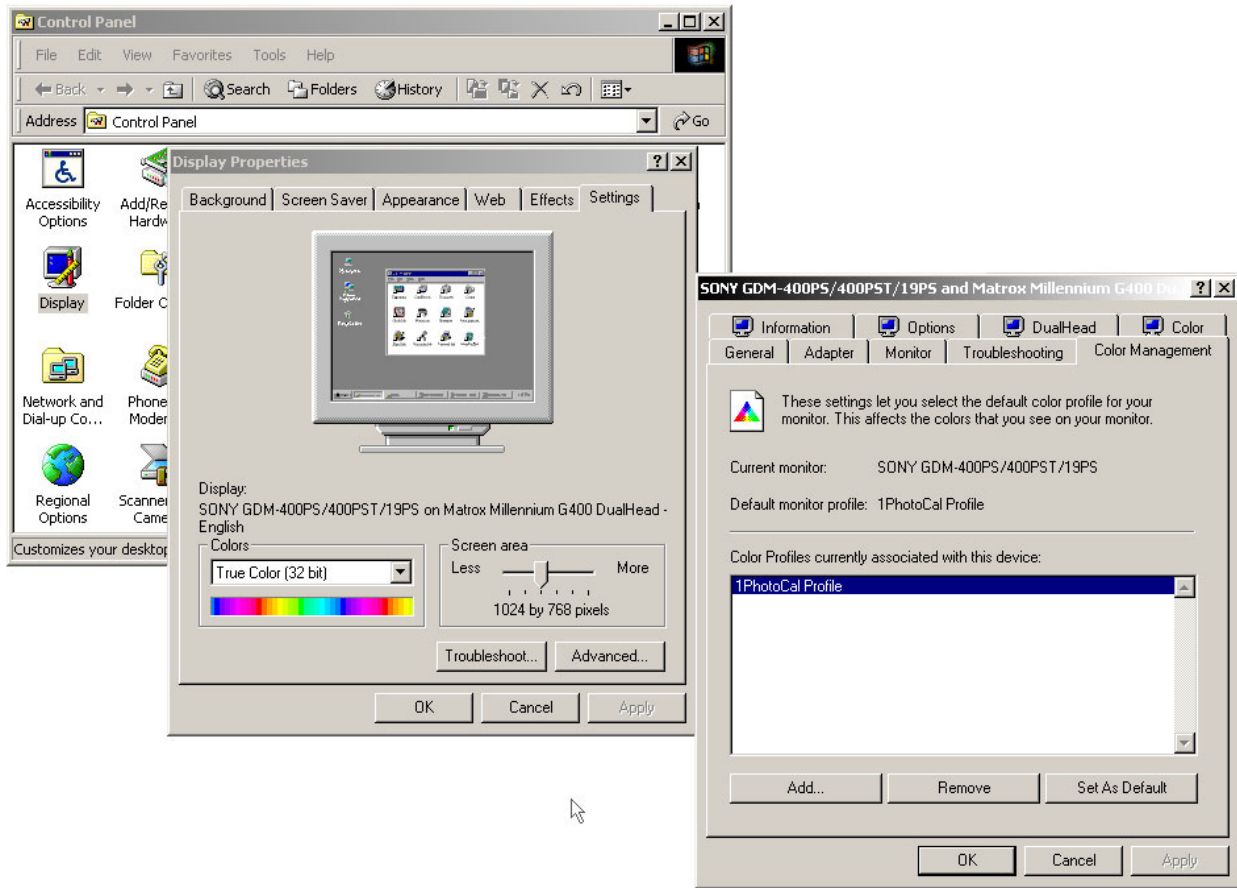 Control Panel
File Edit View Favorites Tools Help
Back Search Folders History
Address Control Panel Go
Accessibility Options
Add/Re
Hardw
Display
Folder O
Network and Dial-up Co...
Phone
Moder
Regional Options
Scanner
Came
Customizes your desktop
Display Properties
Background Screen Saver Appearance Web Effects Settings
Display:
SONY GDM-400PS/400PST/19PS on Matrox Millennium G400 DualHead -
English
Colors
True Color (32 bit)
Screen area
Less More
1024 by 768 pixels
Troubleshoot... Advanced...
OK Cancel Apply
SONY GDM-400PS/400PST/19PS and Matrox Millennium G400 Du...
Information Options DualHead Color
General Adapter Monitor Troubleshooting Color Management
These settings let you select the default color profile for your
monitor. This affects the colors that you see on your monitor.
Current monitor: SONY GDM-400PS/400PST/19PS
Default monitor profile: 1PhotoCal Profile
Color Profiles currently associated with this device:
1PhotoCal Profile
Add... Remove Set As Default
OK Cancel Apply